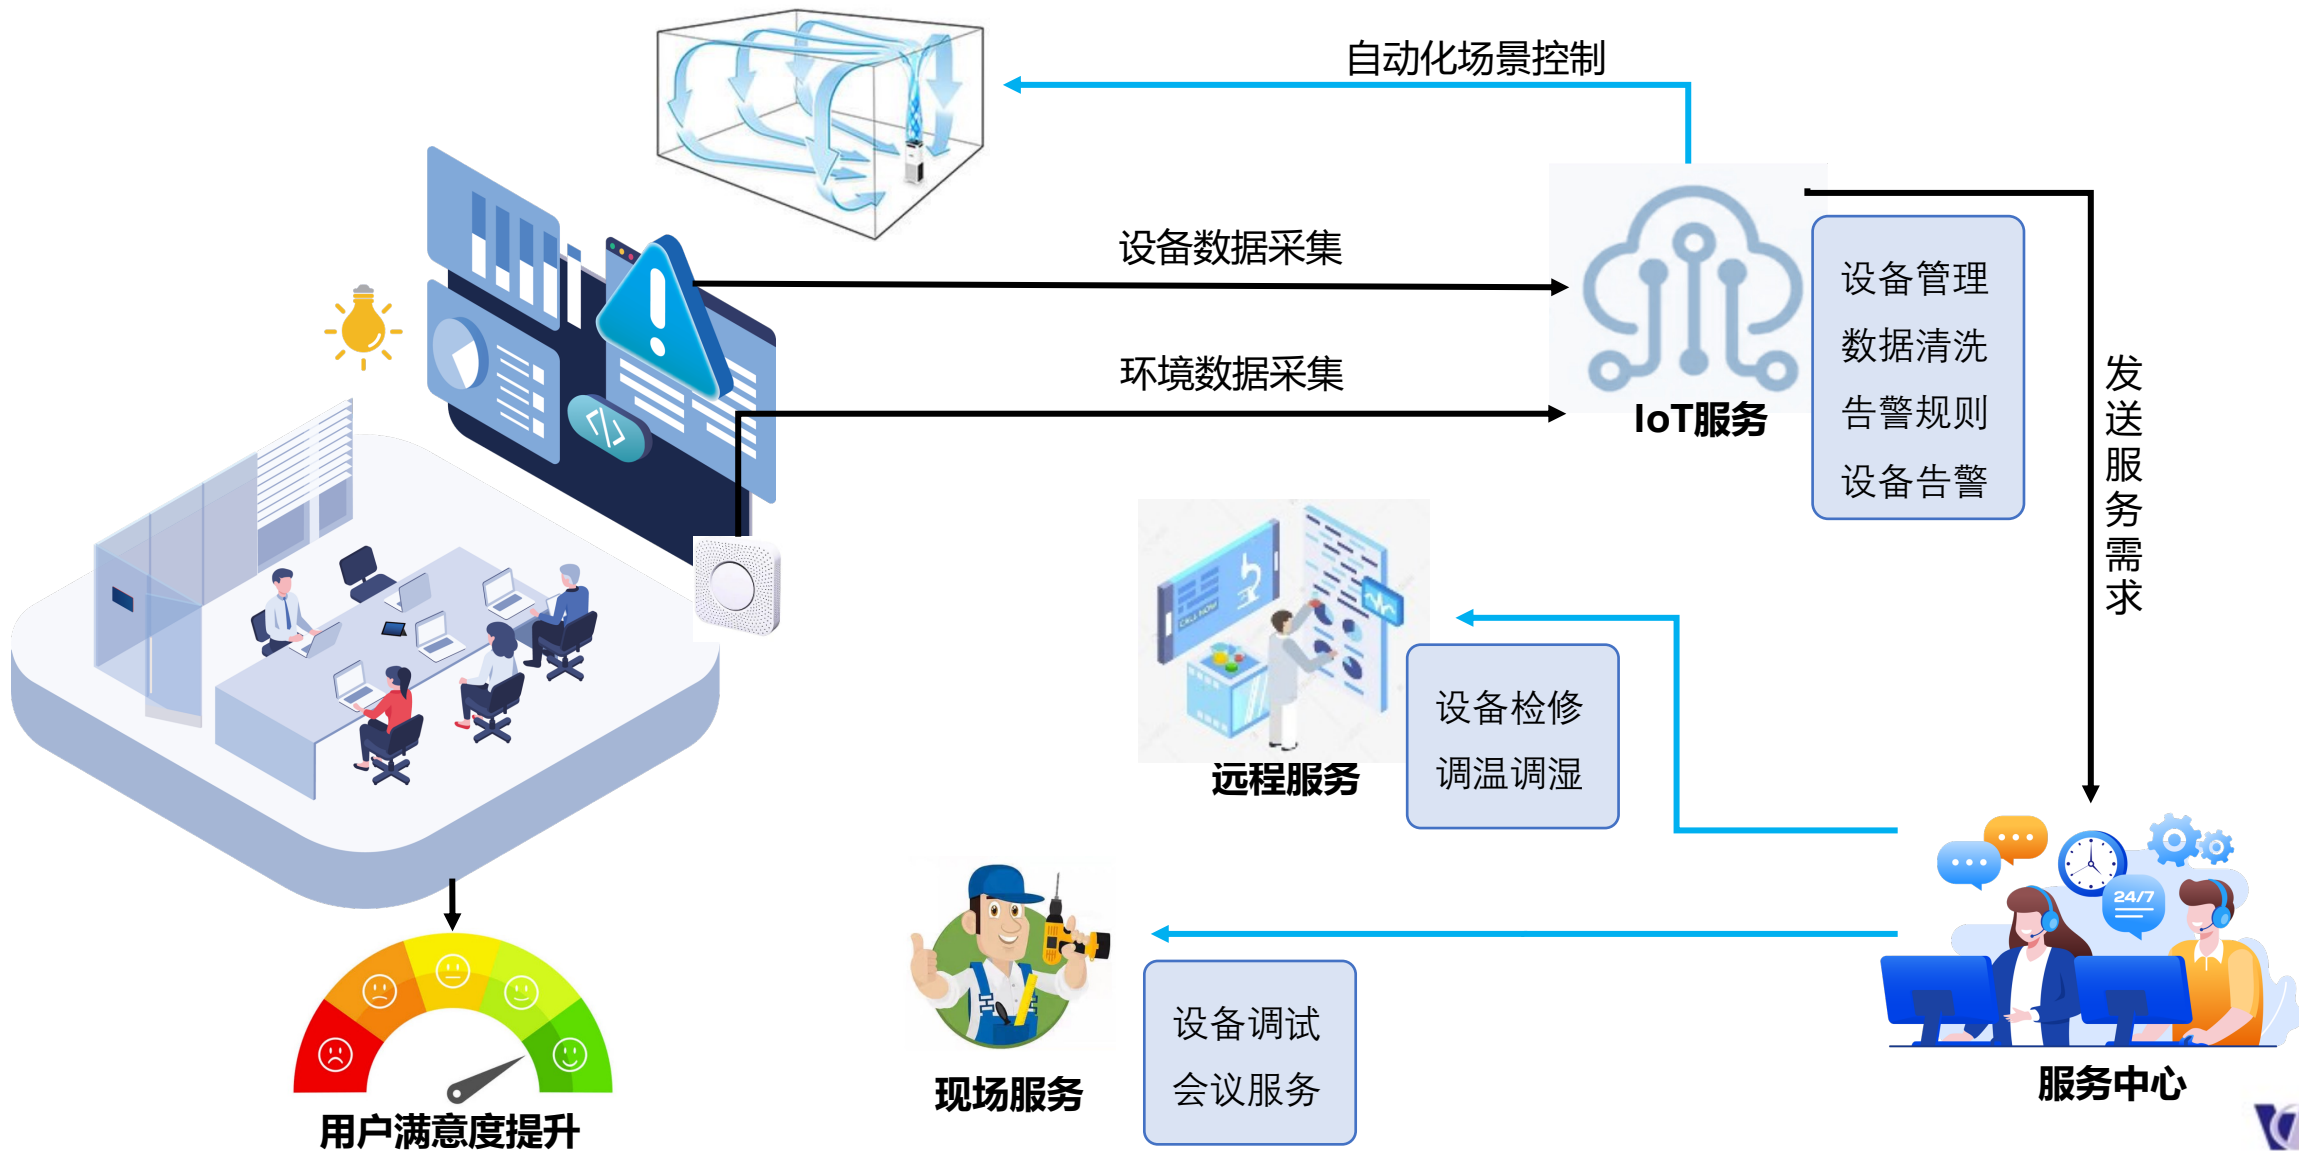 自动化场景控制
设备数据采集
环境数据采集
IoT服务
设备管理
数据清洗
告警规则
设备告警
发送服务需求
CALL NOW
远程服务
设备检修
调温调湿
24/7
现场服务
设备调试
会议服务
服务中心
用户满意度提升